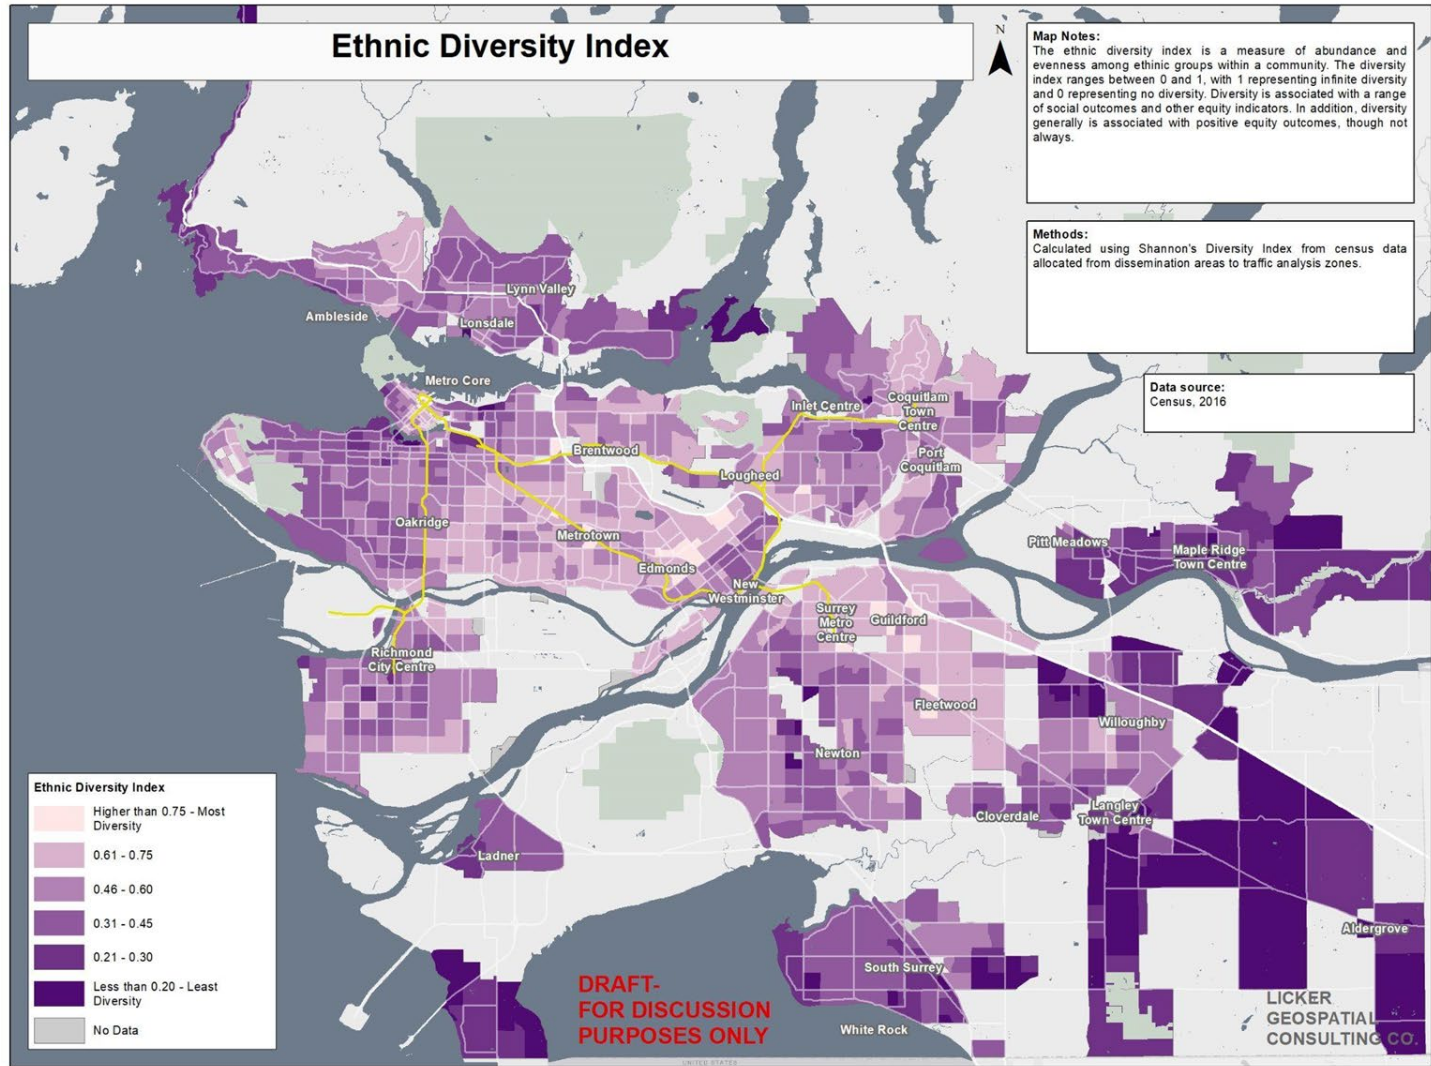 Ethnic Diversity Index
N
Map Notes:
The ethnic diversity index is a measure of abundance and
evenness among ethinic groups within a community. The diversity
index ranges between 0 and 1, with 1 representing infinite diversity
and 0 representing no diversity. Diversity is associated with a range
of social outcomes and other equity indicators. In addition, diversity
generally is associated with positive equity outcomes, though not
always.
Methods:
Calculated using Shannon's Diversity Index from census data
allocated from dissemination areas to traffic analysis zones.
Data source:
Census, 2016
Lynn Valley
Ambleside
Lonsdale
Metro Core
Inlet Centre
Coquitlam
Town
Centre
Brentwood
Port
Coquitlam
Lougheed
Oakridge
Metrotown
Pitt Meadows
Maple Ridge
Town Centre
Edmonds
New
Westminster
Surrey
Metro
Centre
Guildford
Richmond
City Centre
Fleetwood
Willoughby
Newton
Cloverdale
Langley
Town Centre
Ladner
Aldergrove
South Surrey
White Rock
Ethnic Diversity Index
Higher than 0.75 - Most
Diversity
0.61 - 0.75
0.46 - 0.60
0.31 - 0.45
0.21 - 0.30
Less than 0.20 - Least
Diversity
No Data
DRAFT-
FOR DISCUSSION
PURPOSES ONLY
LICKER
GEOSPATIAL
CONSULTING CO.
UNITED STATES